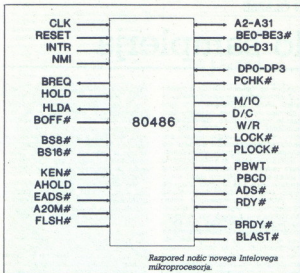 CLK
RESET
INTR
NMI
BREQ
HOLD
HLDA
BOFF#
BS8#
BS16#
KEN#
AHOLD
EADS#
A20M#
FLSH#
80486
A2-A31
BE0-BE3#
D0-D31
DP0-DP3
PCHK#
M/IO
D/C
W/R
LOCK#
PLOCK#
PBWT
PBCD
ADS#
RDY#
BRDY#
BLAST#
Razpored nožic novega Intelovega
mikroprocesorja.